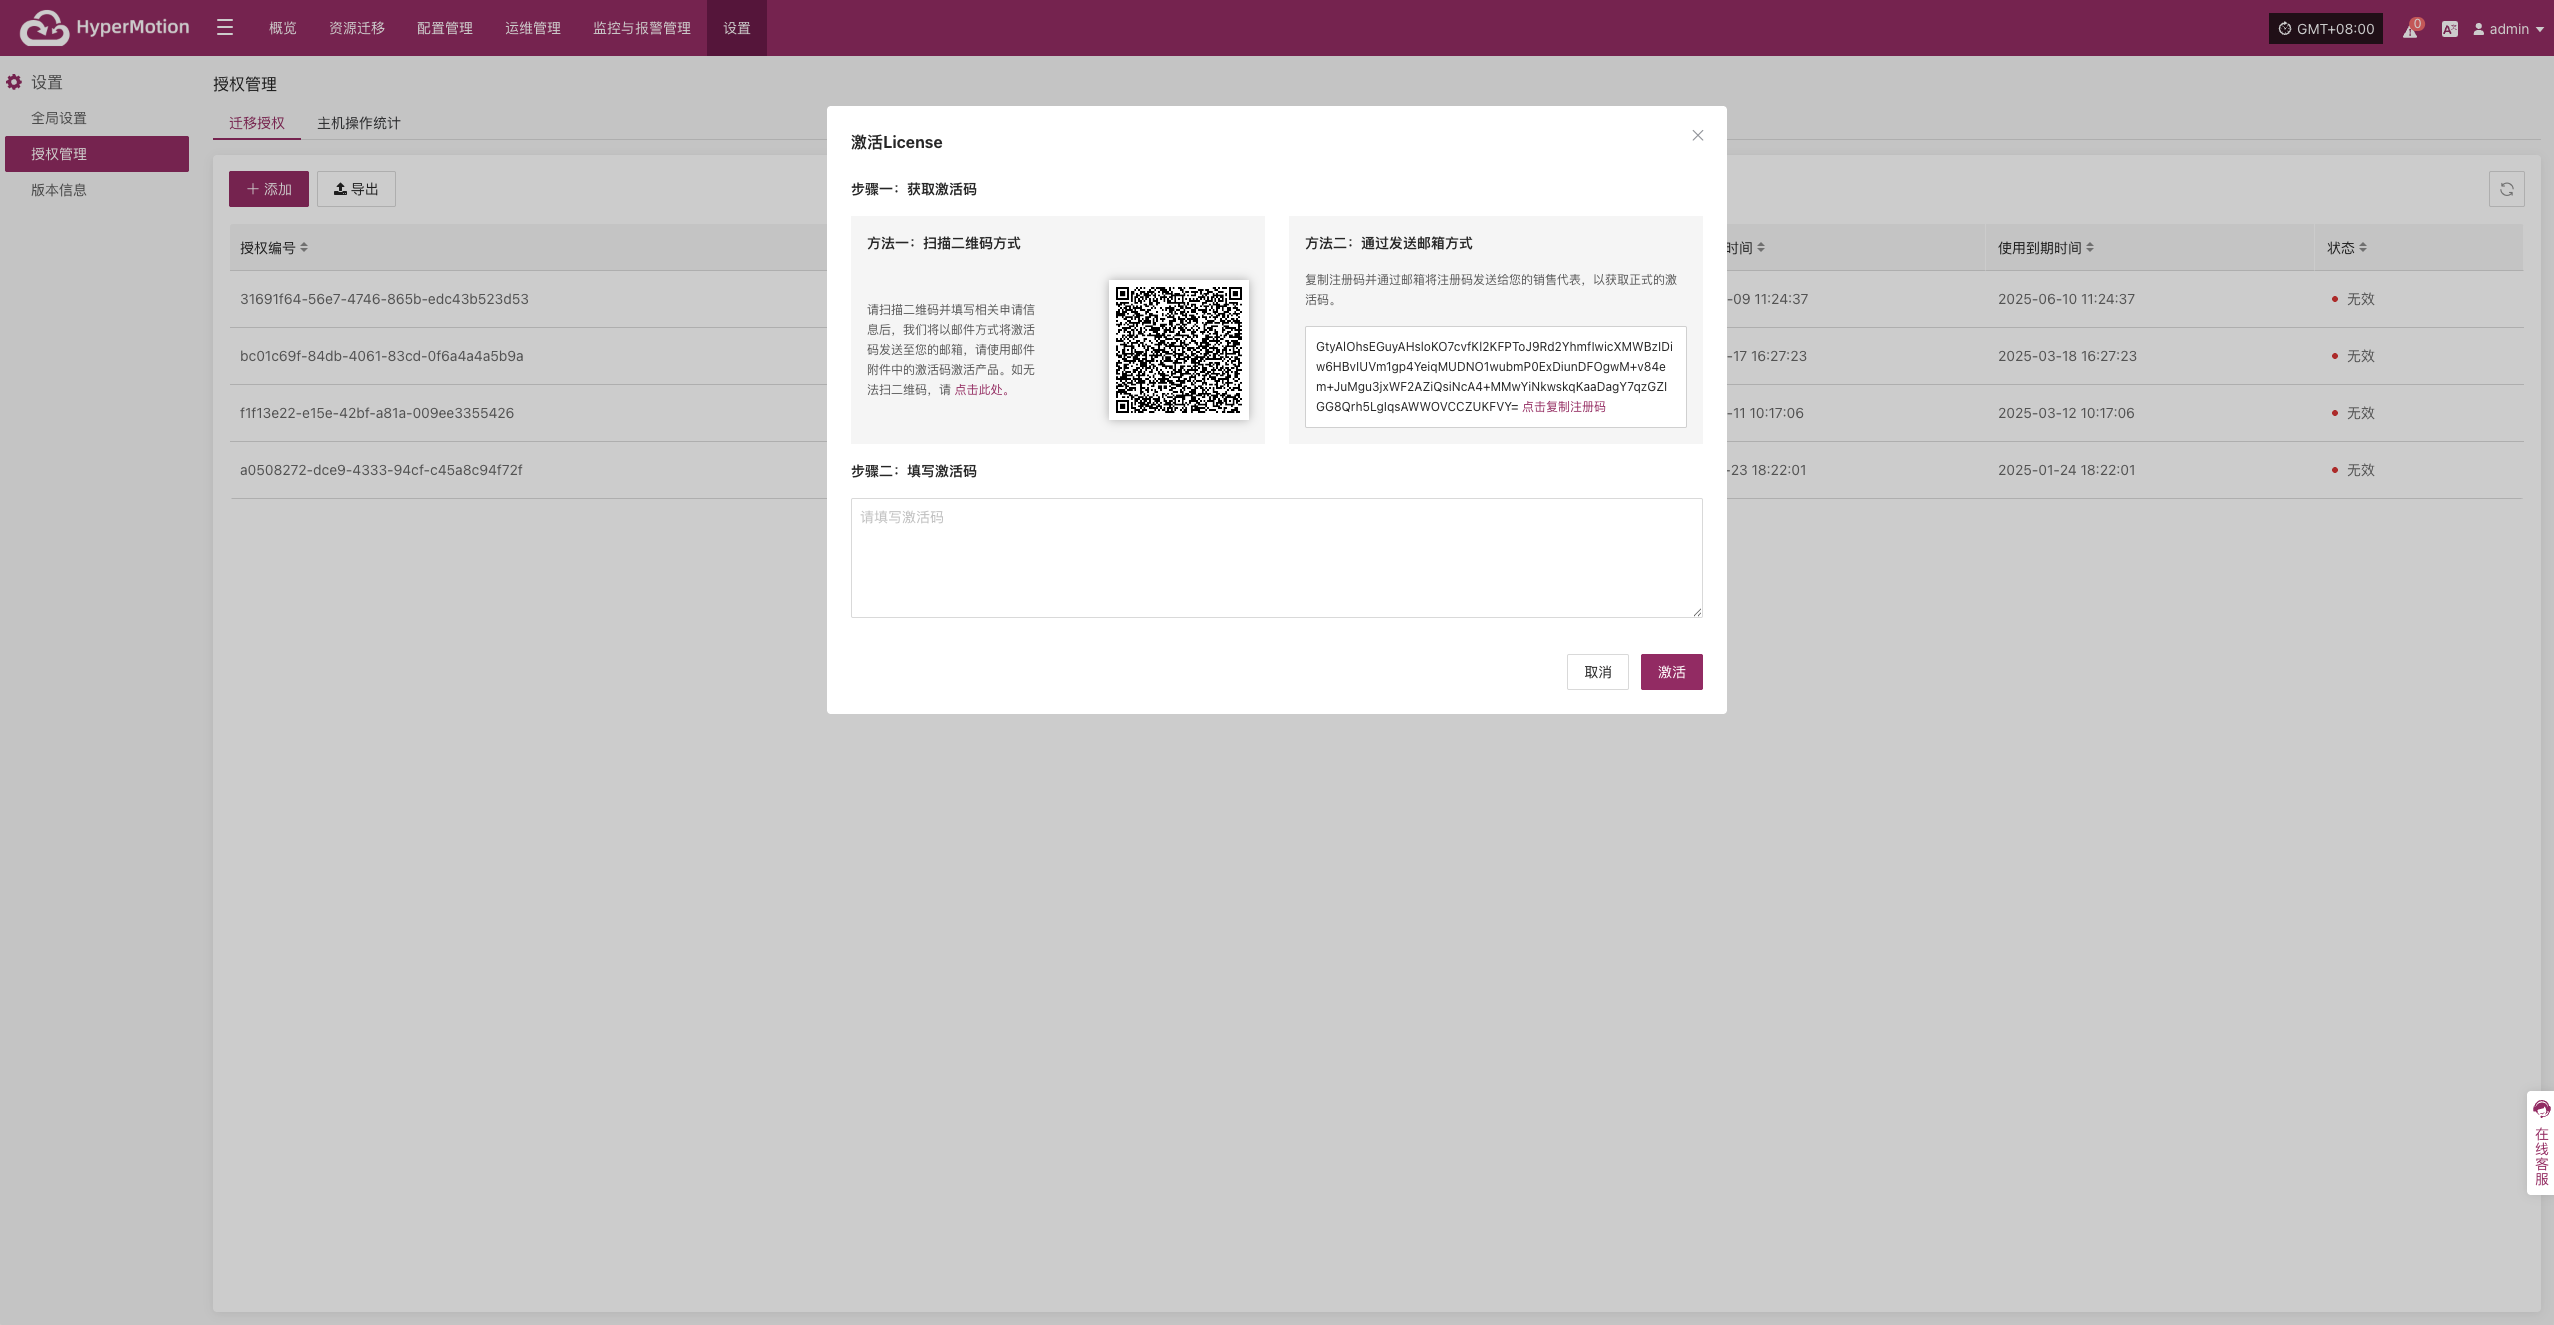 HyperMotion
概览
资源迁移
配置管理
运维管理
监控与报警管理
设置
GMT+08:00
0
admin
设置
全局设置
授权管理
版本信息
授权管理
迁移授权
主机操作统计
添加
导出
授权编号
时间
使用到期时间
状态
31691f64-56e7-4746-865b-edc43b523d53
-09 11:24:37
2025-06-10 11:24:37
无效
bc01c69f-84db-4061-83cd-0f6a4a4a5b9a
-17 16:27:23
2025-03-18 16:27:23
无效
f1f13e22-e15e-42bf-a81a-009ee3355426
-11 10:17:06
2025-03-12 10:17:06
无效
a0508272-dce9-4333-94cf-c45a8c94f72f
-23 18:22:01
2025-01-24 18:22:01
无效
激活License
步骤一：获取激活码
方法一：扫描二维码方式
请扫描二维码并填写相关申请信
息后，我们将以邮件方式将激活
码发送至您的邮箱，请使用邮件
附件中的激活码激活产品。如无
法扫二维码，请 点击此处。
方法二：通过发送邮箱方式
复制注册码并通过邮箱将注册码发送给您的销售代表，以获取正式的激
活码。
GtyAIOhsEGuyAHsloKO7cvfKI2KFPToJ9Rd2YhmfIwicXMWBzIDi
w6HBvIUVm1gp4YeiqMUDNO1wubmP0ExDiunDFOgwM+v84e
m+JuMgu3jxWF2AZiQsiNcA4+MMwYiNkwskqKaaDagY7qzGZI
GG8Qrh5LgIqsAWWOVCCZUKFVY= 点击复制注册码
步骤二：填写激活码
请填写激活码
取消
激活
在线客服